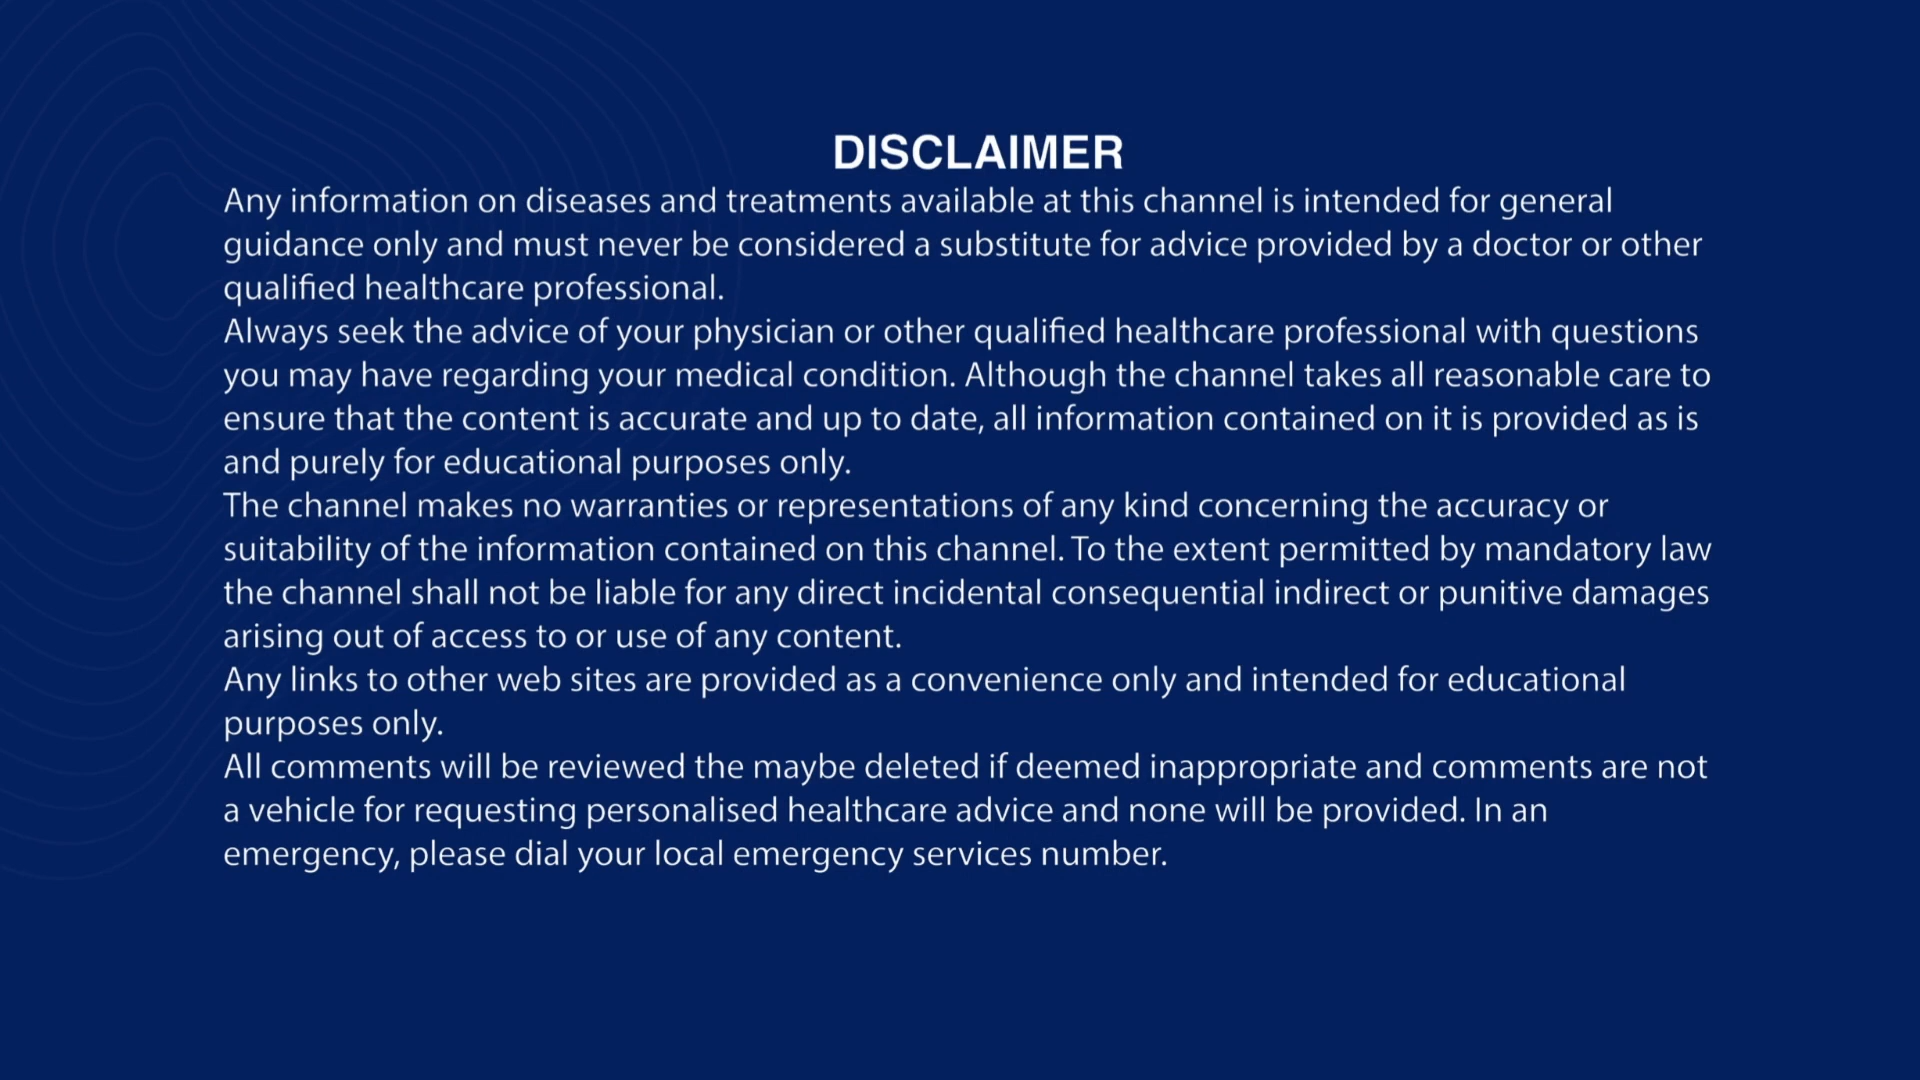 DISCLAIMER
Any information on diseases and treatments available at this channel is intended for general
guidance only and must never be considered a substitute for advice provided by a doctor or other
qualified healthcare professional.
Always seek the advice of your physician or other qualified healthcare professional with questions
you may have regarding your medical condition. Although the channel takes all reasonable care to
ensure that the content is accurate and up to date, all information contained on it is provided as is
and purely for educational purposes only.
The channel makes no warranties or representations of any kind concerning the accuracy or
suitability of the information contained on this channel. To the extent permitted by mandatory law
the channel shall not be liable for any direct incidental consequential indirect or punitive damages
arising out of access to or use of any content.
Any links to other web sites are provided as a convenience only and intended for educational
purposes only.
All comments will be reviewed the maybe deleted if deemed inappropriate and comments are not
a vehicle for requesting personalised healthcare advice and none will be provided. In an
emergency, please dial your local emergency services number.